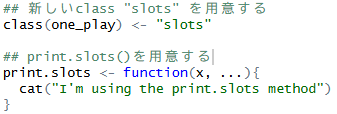 ## 新しいclass "slots" を用意する
class(one_play) <- "slots"
## print.slots()を用意する
print.slots <- function(x, ...){
  cat("I'm using the print.slots method")
}